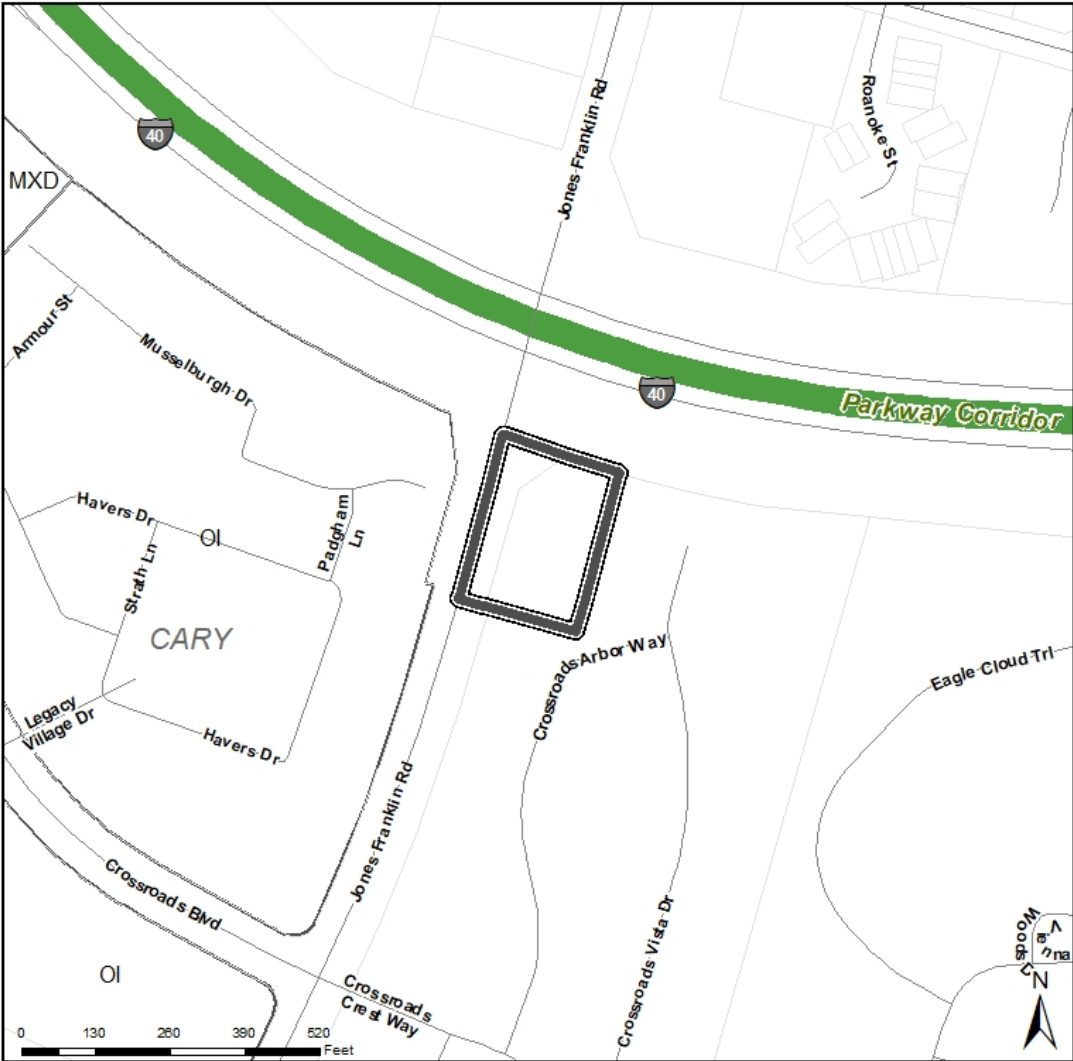 Jones Franklin Rd
Roanoke St
40
MXD
Armour St
Musselburgh Dr
40
Parkway Corridor
Havers Dr
OI
Padgham
Ln
Strath Ln
CARY
Crossroads Arbor Way
Eagle Cloud Trl
Legacy
Village Dr
Havers Dr
Jones Franklin Rd
Crossroads Blvd
Crossroads Vista Dr
Vienna
Woods D
OI
Crossroads
Crest Way
N
0 130 260 390 520
Feet